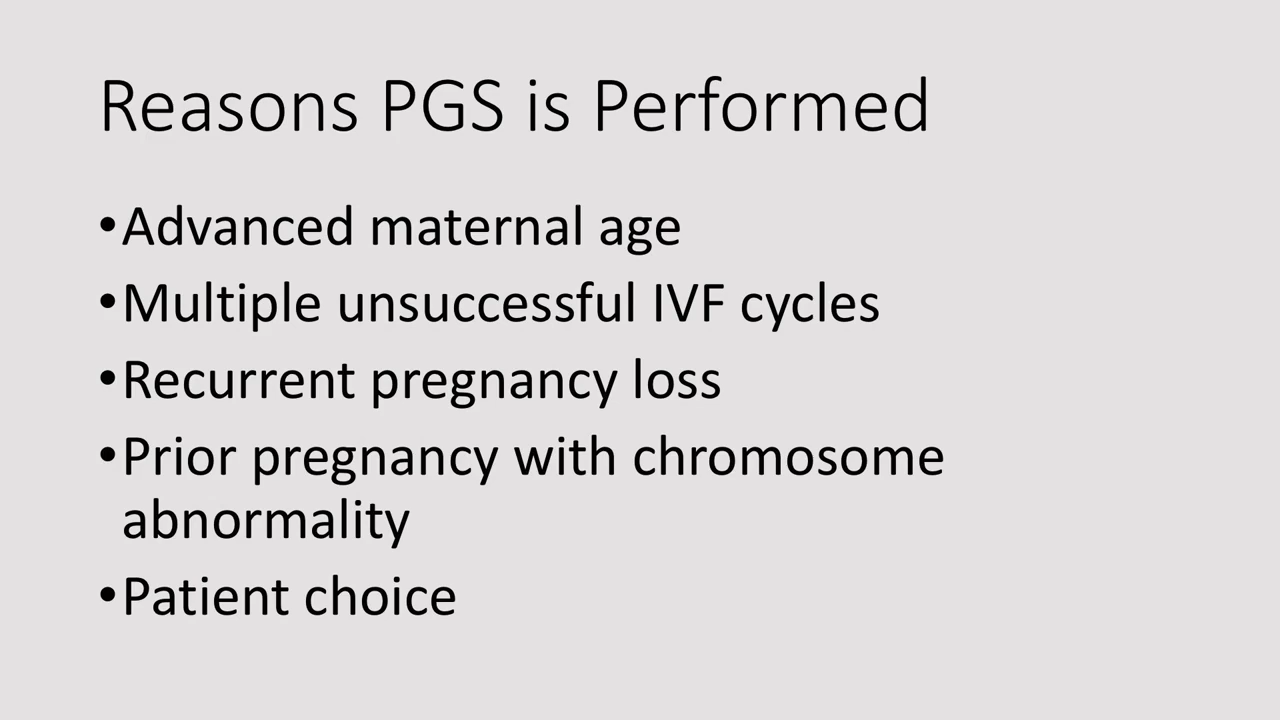 Reasons PGS is Performed
•Advanced maternal age
•Multiple unsuccessful IVF cycles
•Recurrent pregnancy loss
•Prior pregnancy with chromosome
abnormality
•Patient choice